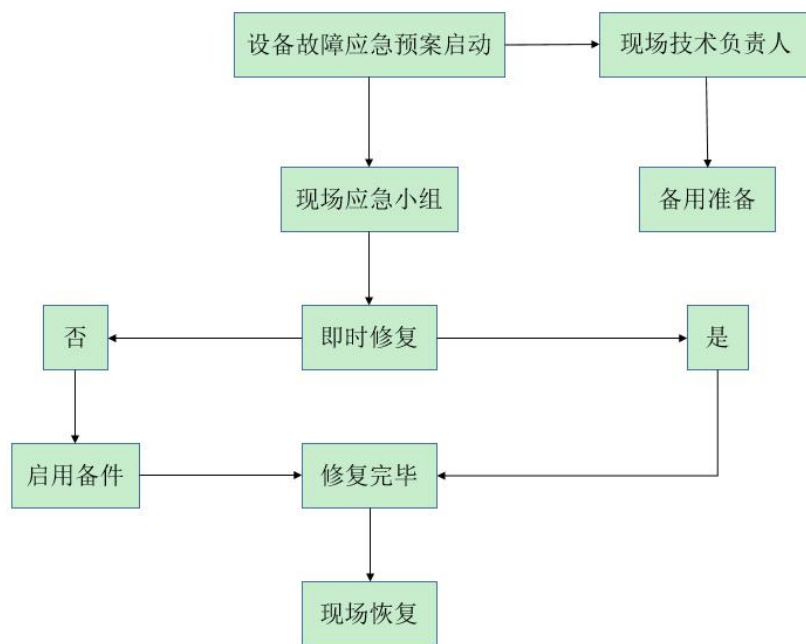 设备故障应急预案启动
现场技术负责人
现场应急小组
备用准备
否
即时修复
是
启用备件
修复完毕
现场恢复